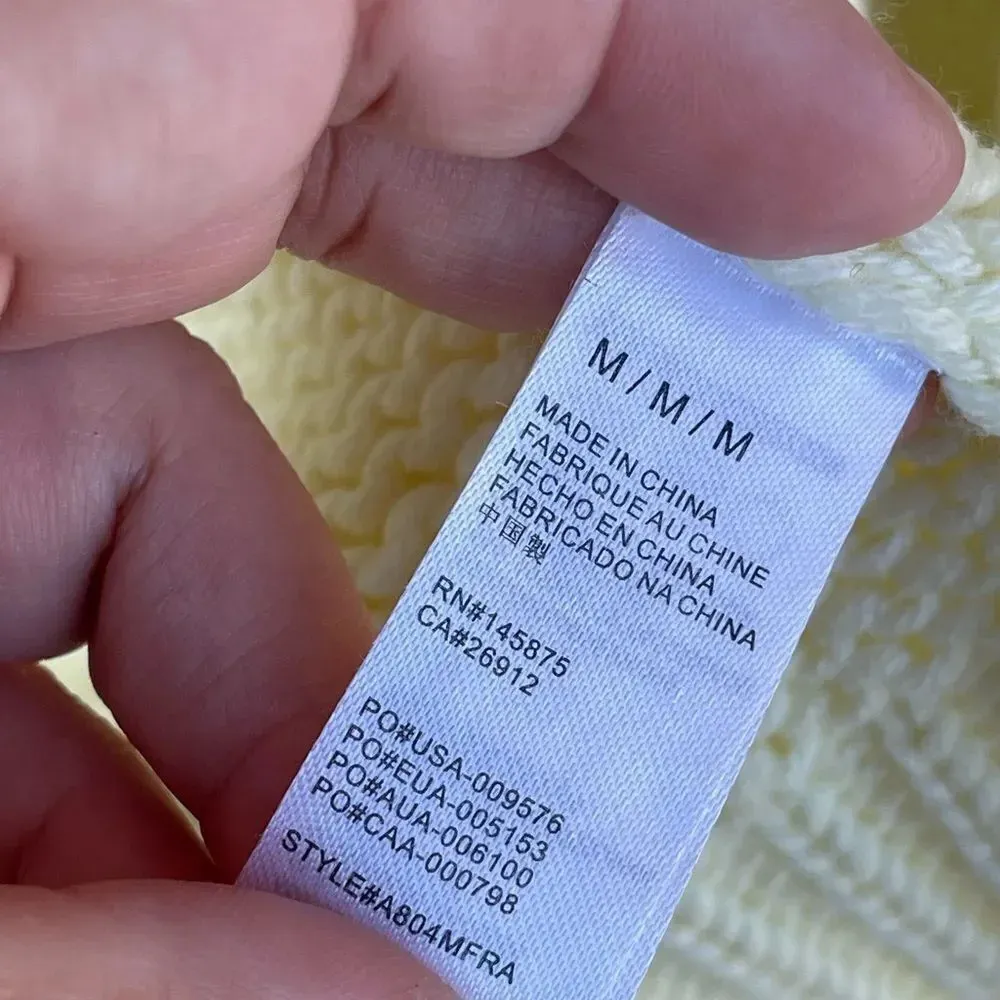 M / M / M
MADE IN CHINA
FABRIQUE AU CHINE
HECHO EN CHINA
FABRICADO NA CHINA
中国製
RN#145875
CA#26912
PO#USA-009576
PO#EUA-005153
PO#AUA-006100
PO#CAA-000798
STYLE#A804MFRA